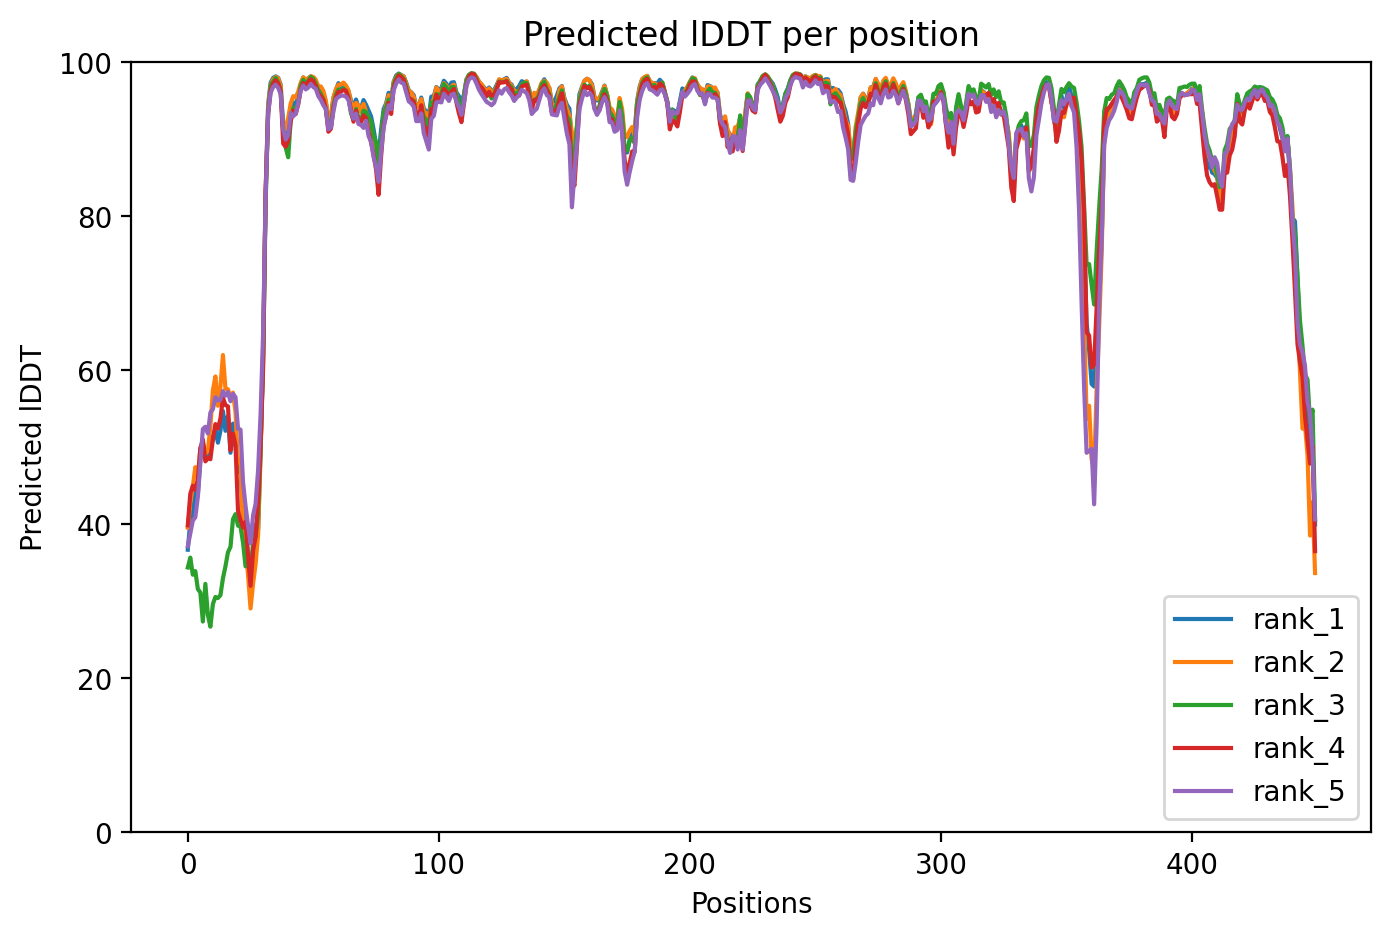 Predicted lDDT per position
100
80
60
40
20
0
Predicted lDDT
0 100 200 300 400
Positions
rank_1
rank_2
rank_3
rank_4
rank_5